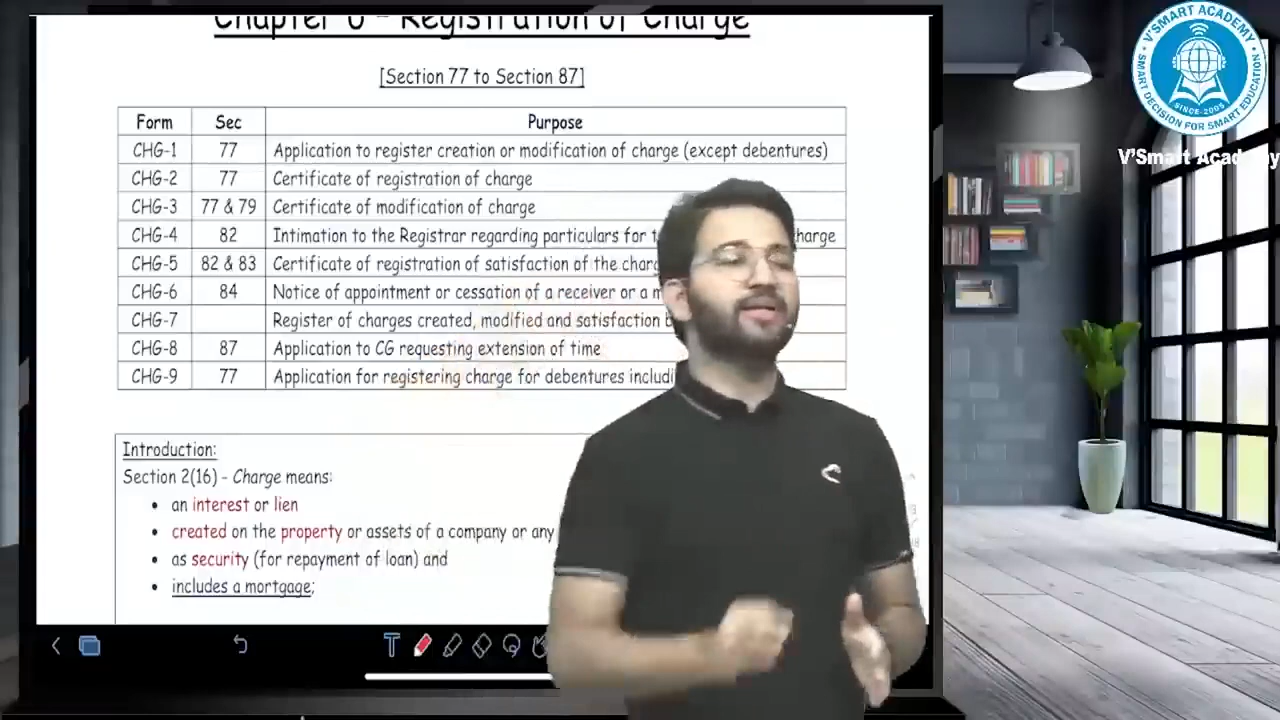 Chapter 6 - Registration of Charge
[Section 77 to Section 87]
Form Sec Purpose
CHG-1 77 Application to register creation or modification of charge (except debentures)
CHG-2 77 Certificate of registration of charge
CHG-3 77 & 79 Certificate of modification of charge
CHG-4 82 Intimation to the Registrar regarding particulars for harge
CHG-5 82 & 83 Certificate of registration of satisfaction of the charg
CHG-6 84 Notice of appointment or cessation of a receiver or a m
CHG-7 Register of charges created, modified and satisfaction
CHG-8 87 Application to CG requesting extension of time
CHG-9 77 Application for registering charge for debentures includi
Introduction:
Section 2(16) - Charge means:
• an interest or lien
• created on the property or assets of a company or any
• as security (for repayment of loan) and
• includes a mortgage;
T
V'SMART ACADEMY
SINCE-2005
SMART DECISION FOR SMART EDUCATION
V'Smart Academy